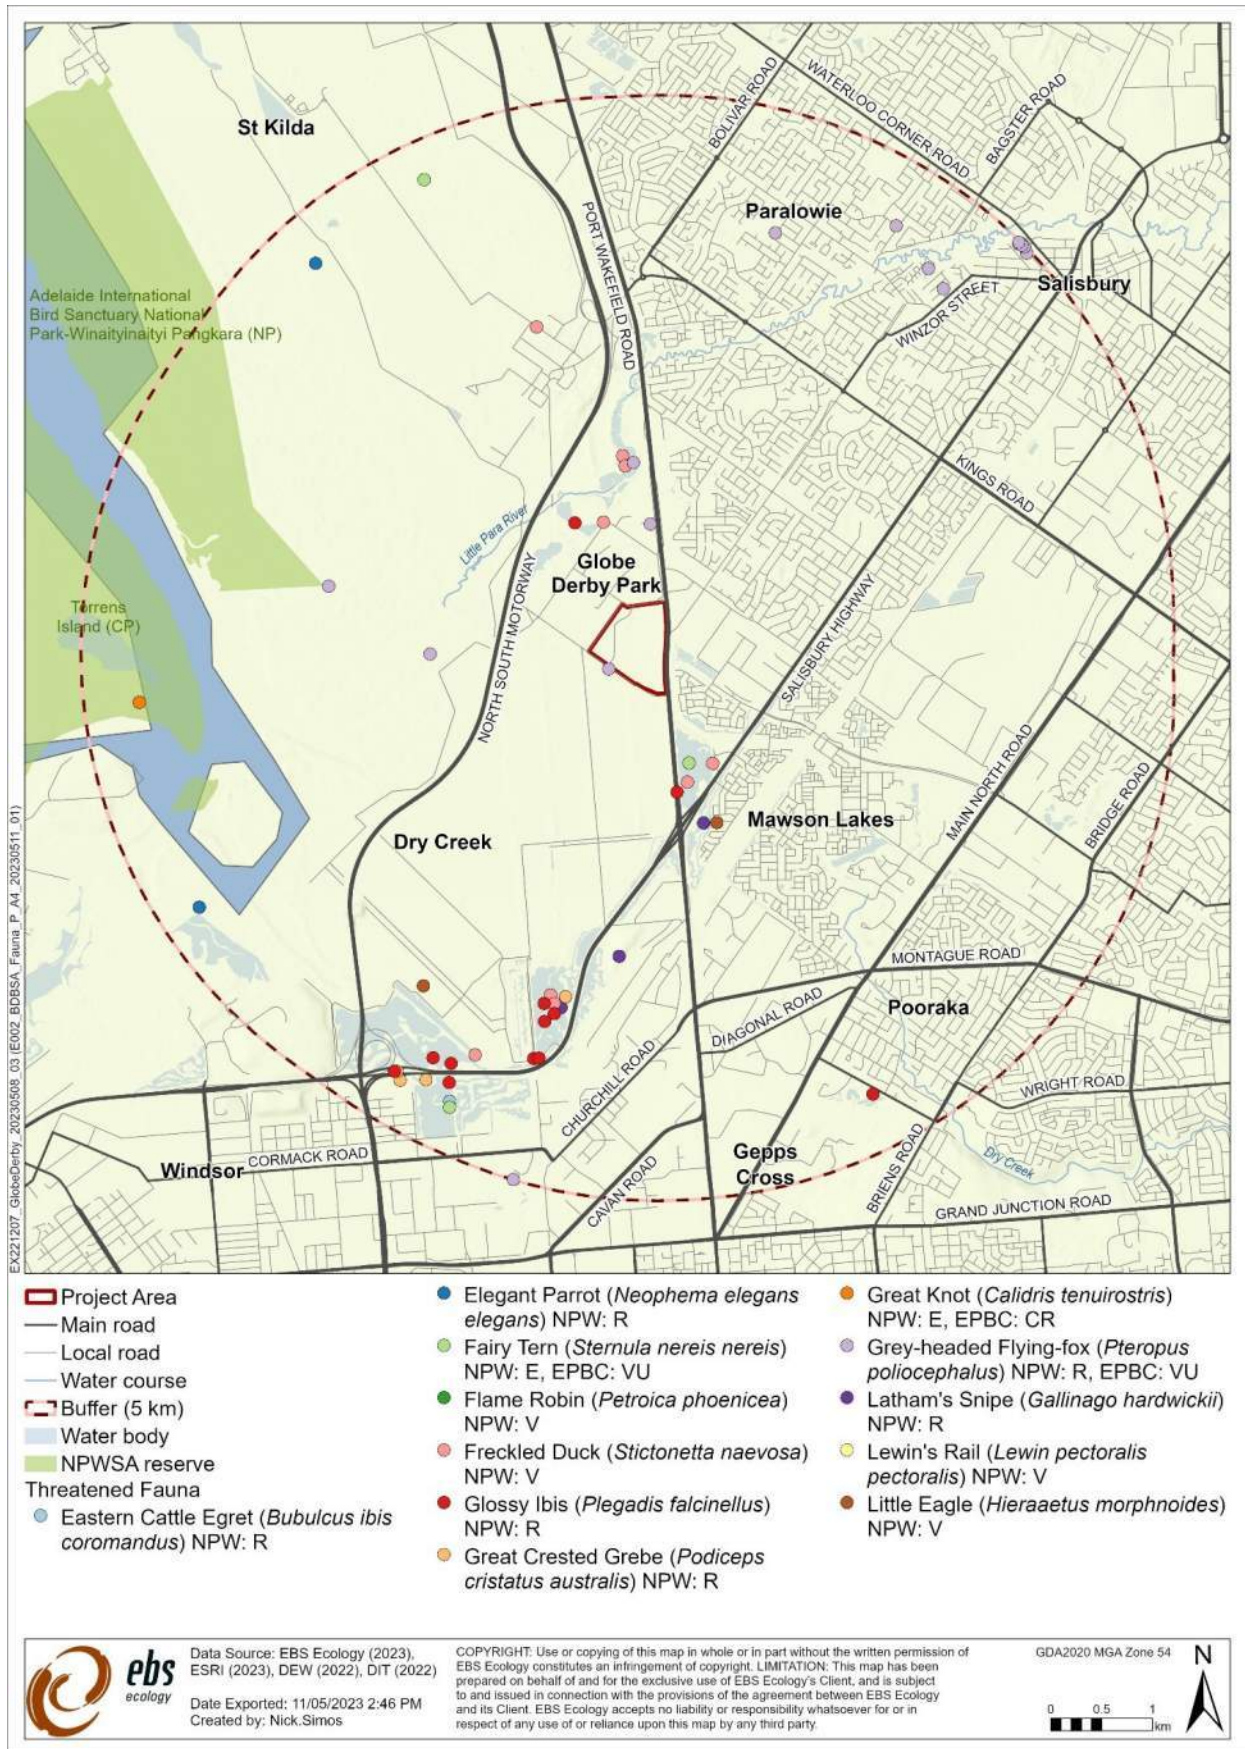 St Kilda
BOLIVAR ROAD
WATERLOO CORNER ROAD
BAGSTER ROAD
Paralowie
PORT WAKEFIELD ROAD
Salisbury
WINZOR STREET
Adelaide International
Bird Sanctuary National
Park-Winaityinaityi Pangkara (NP)
KINGS ROAD
Little Para River
Globe
Derby Park
NORTH SOUTH MOTORWAY
SALISBURY HIGHWAY
Torrens
Island (CP)
MAIN NORTH ROAD
BRIDGE ROAD
Mawson Lakes
Dry Creek
MONTAGUE ROAD
DIAGONAL ROAD
Pooraka
CHURCHILL ROAD
WRIGHT ROAD
Windsor
CORMACK ROAD
CAVAN ROAD
Gepps
Cross
BRIENS ROAD
Dry Creek
GRAND JUNCTION ROAD
EX221207_GlobeDerby_20230508_03 (E002_BDBSA_Fauna_P_A4_20230511_01)
Project Area
Main road
Local road
Water course
Buffer (5 km)
Water body
NPWSA reserve
Threatened Fauna
Eastern Cattle Egret (Bubulcus ibis
coromandus) NPW: R
Elegant Parrot (Neophema elegans
elegans) NPW: R
Fairy Tern (Sternula nereis nereis)
NPW: E, EPBC: VU
Flame Robin (Petroica phoenicea)
NPW: V
Freckled Duck (Stictonetta naevosa)
NPW: V
Glossy Ibis (Plegadis falcinellus)
NPW: R
Great Crested Grebe (Podiceps
cristatus australis) NPW: R
Great Knot (Calidris tenuirostris)
NPW: E, EPBC: CR
Grey-headed Flying-fox (Pteropus
poliocephalus) NPW: R, EPBC: VU
Latham's Snipe (Gallinago hardwickii)
NPW: R
Lewin's Rail (Lewin pectoralis
pectoralis) NPW: V
Little Eagle (Hieraaetus morphnoides)
NPW: V
ebs
ecology
Data Source: EBS Ecology (2023),
ESRI (2023), DEW (2022), DIT (2022)
Date Exported: 11/05/2023 2:46 PM
Created by: Nick.Simos
COPYRIGHT: Use or copying of this map in whole or in part without the written permission of
EBS Ecology constitutes an infringement of copyright. LIMITATION: This map has been
prepared on behalf of and for the exclusive use of EBS Ecology's Client, and is subject
to and issued in connection with the provisions of the agreement between EBS Ecology
and its Client. EBS Ecology accepts no liability or responsibility whatsoever for or in
respect of any use of or reliance upon this map by any third party.
GDA2020 MGA Zone 54
N
0 0.5 1
km